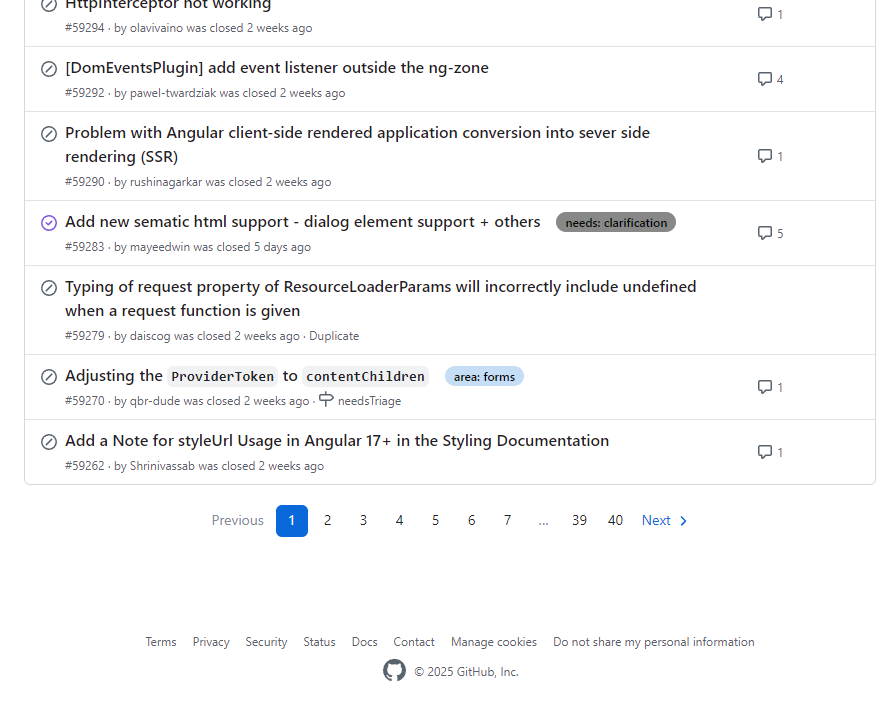 HttpInterceptor not working
1
#59294 · by olavivaino was closed 2 weeks ago
[DomEventsPlugin] add event listener outside the ng-zone
4
#59292 · by pawel-twardziak was closed 2 weeks ago
Problem with Angular client-side rendered application conversion into sever side
rendering (SSR)
1
#59290 · by rushinagarkar was closed 2 weeks ago
Add new sematic html support - dialog element support + others needs: clarification
5
#59283 · by mayeedwin was closed 5 days ago
Typing of request property of ResourceLoaderParams will incorrectly include undefined
when a request function is given
#59279 · by daiscog was closed 2 weeks ago · Duplicate
Adjusting the ProviderToken to contentChildren area: forms
1
#59270 · by qbr-dude was closed 2 weeks ago · needsTriage
Add a Note for styleUrl Usage in Angular 17+ in the Styling Documentation
1
#59262 · by Shrinivassab was closed 2 weeks ago
Previous 1 2 3 4 5 6 7 … 39 40 Next
Terms Privacy Security Status Docs Contact Manage cookies Do not share my personal information
© 2025 GitHub, Inc.